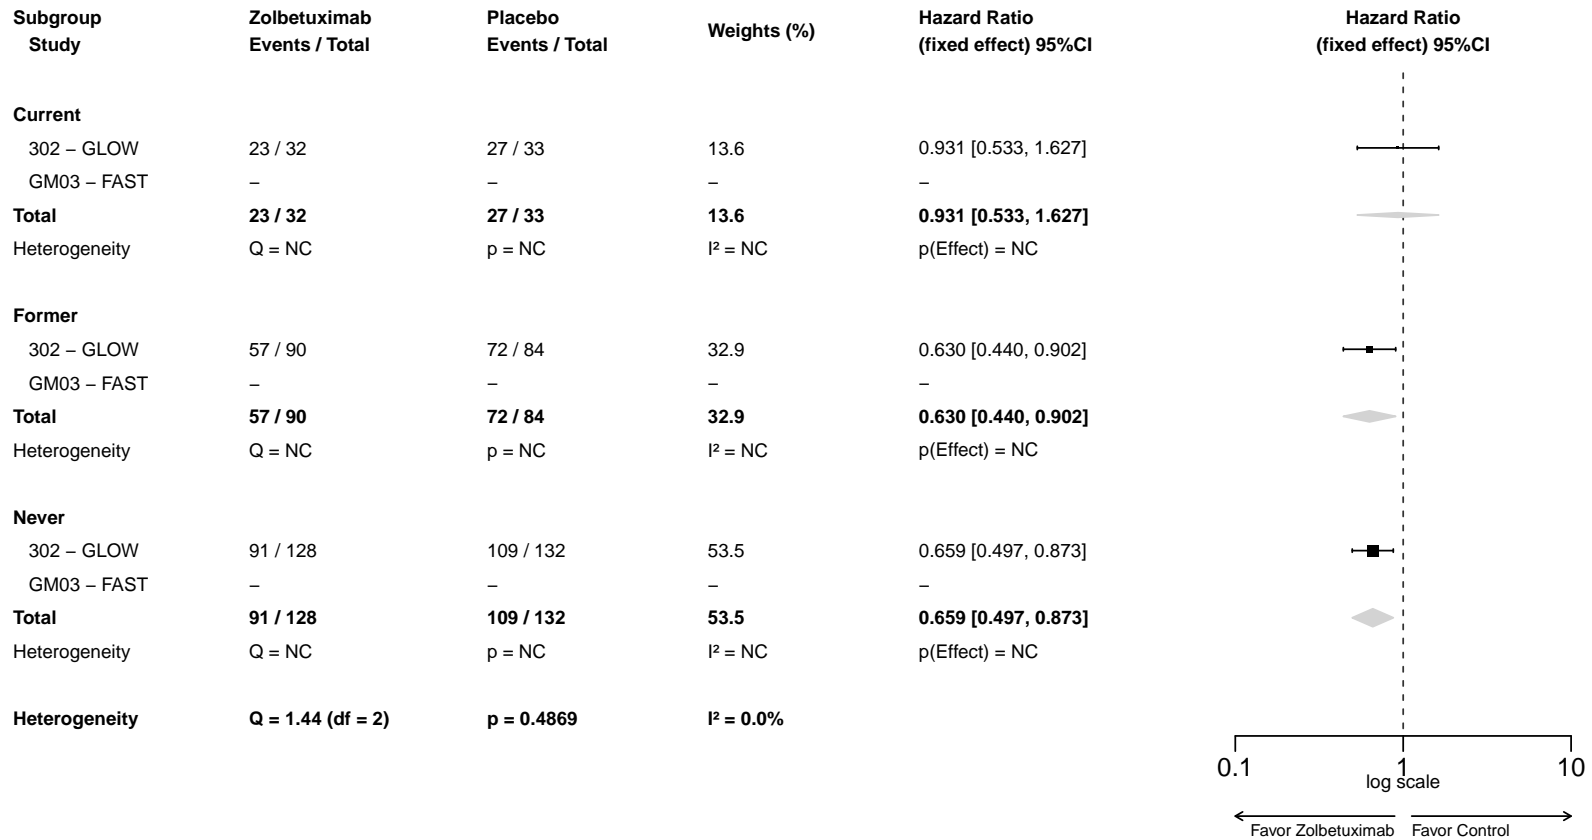 Subgroup Zolbetuximab Placebo Weights (%) Hazard Ratio Hazard Ratio
Study Events / Total Events / Total (fixed effect) 95%CI (fixed effect) 95%CI
Current
302 – GLOW 23 / 32 27 / 33 13.6 0.931 [0.533, 1.627]
GM03 – FAST – – – –
Total 23 / 32 27 / 33 13.6 0.931 [0.533, 1.627]
Heterogeneity Q = NC p = NC I² = NC p(Effect) = NC
Former
302 – GLOW 57 / 90 72 / 84 32.9 0.630 [0.440, 0.902]
GM03 – FAST – – – –
Total 57 / 90 72 / 84 32.9 0.630 [0.440, 0.902]
Heterogeneity Q = NC p = NC I² = NC p(Effect) = NC
Never
302 – GLOW 91 / 128 109 / 132 53.5 0.659 [0.497, 0.873]
GM03 – FAST – – – –
Total 91 / 128 109 / 132 53.5 0.659 [0.497, 0.873]
Heterogeneity Q = NC p = NC I² = NC p(Effect) = NC
Heterogeneity Q = 1.44 (df = 2) p = 0.4869 I² = 0.0%
0.1 1 10
log scale
Favor Zolbetuximab Favor Control